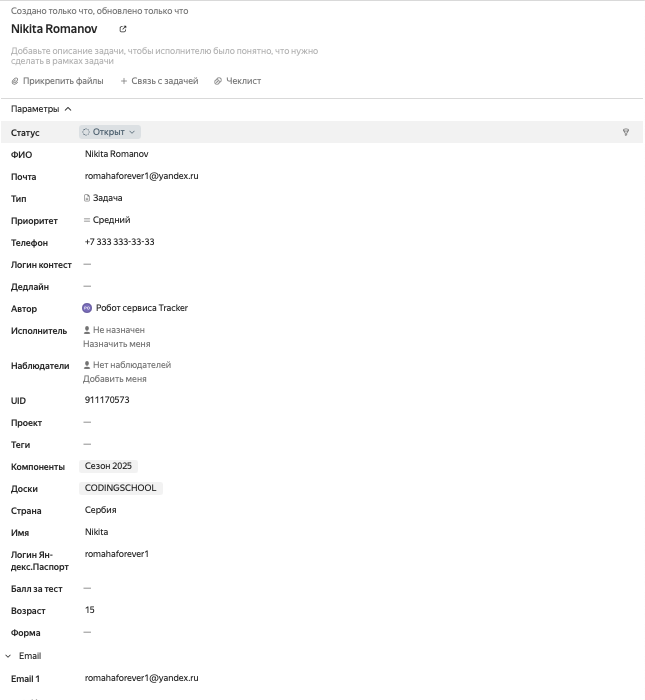 Создано только что, обновлено только что
Nikita Romanov
Добавьте описание задачи, чтобы исполнителю было понятно, что нужно
сделать в рамках задачи
Прикрепить файлы + Связь с задачей Чеклист
Параметры
Статус Открыт
ФИО Nikita Romanov
Почта romahaforever1@yandex.ru
Тип Задача
Приоритет Средний
Телефон +7 333 333-33-33
Логин контест —
Дедлайн —
Автор Робот сервиса Tracker
Исполнитель Не назначен
Назначить меня
Наблюдатели Нет наблюдателей
Добавить меня
UID 911170573
Проект —
Теги —
Компоненты Сезон 2025
Доски CODINGSCHOOL
Страна Сербия
Имя Nikita
Логин Ян- romahaforever1
декс.Паспорт
Балл за тест —
Возраст 15
Форма —
Email
Email 1 romahaforever1@yandex.ru